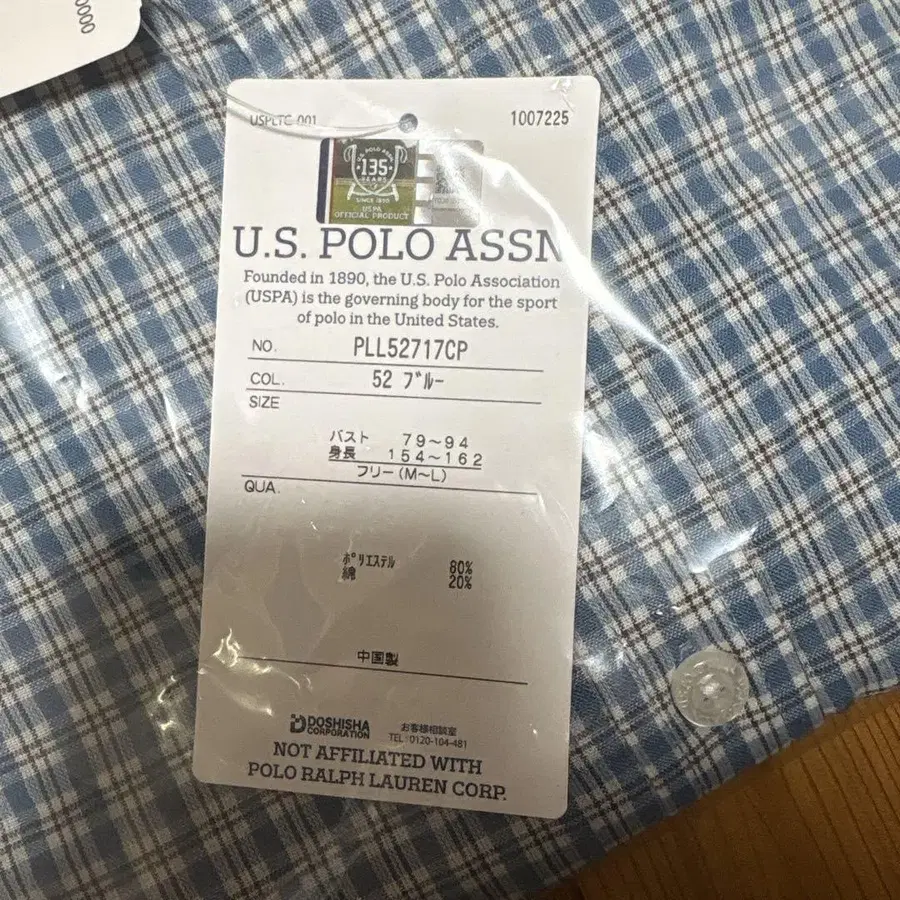 0000
USPLTC-001 1007225
U.S. POLO ASSN
135
YEARS
SINCE 1890
USPA
OFFICIAL PRODUCT
U.S. POLO ASSN
Founded in 1890, the U.S. Polo Association
(USPA) is the governing body for the sport
of polo in the United States.
NO. PLL52717CP
COL. 52 ブルー
SIZE
バスト 79~94
身長 154~162
フリー(M~L)
QUA.
ポリエステル 80%
綿 20%
中国製
DOSHISHA
CORPORATION
お客様相談室
TEL:0120-104-481
NOT AFFILIATED WITH
POLO RALPH LAUREN CORP.